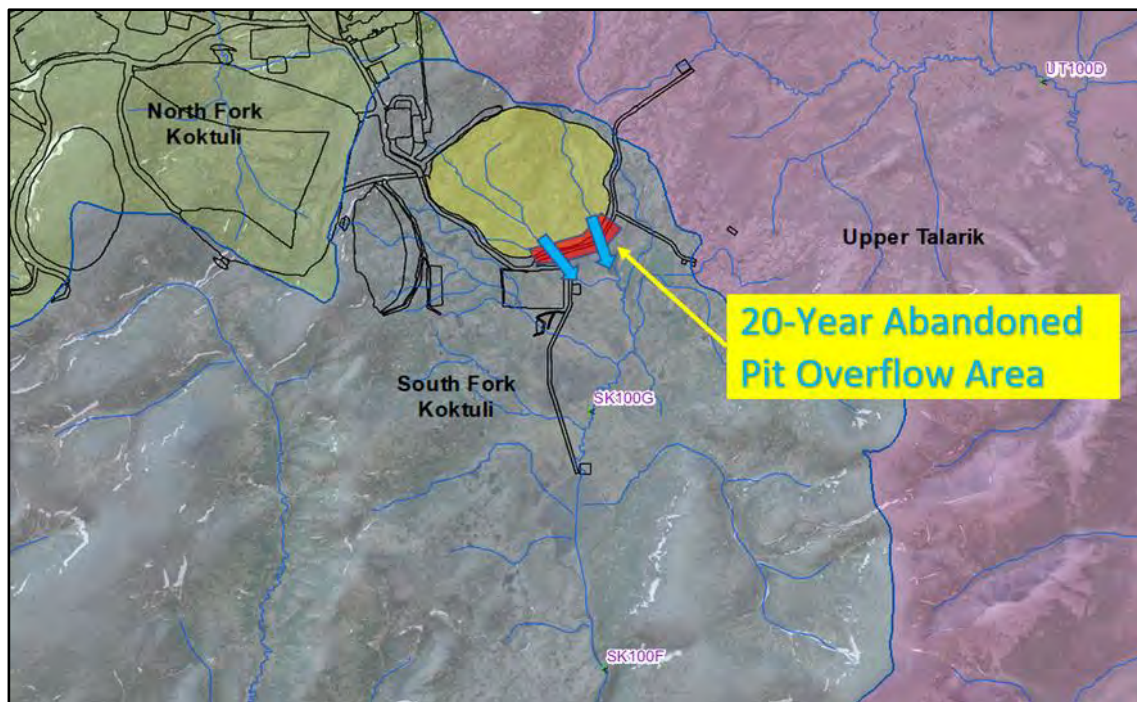 UT100D
North Fork
Koktuli
Upper Talarik
20-Year Abandoned
Pit Overflow Area
South Fork
Koktuli
SK100G
SK100F